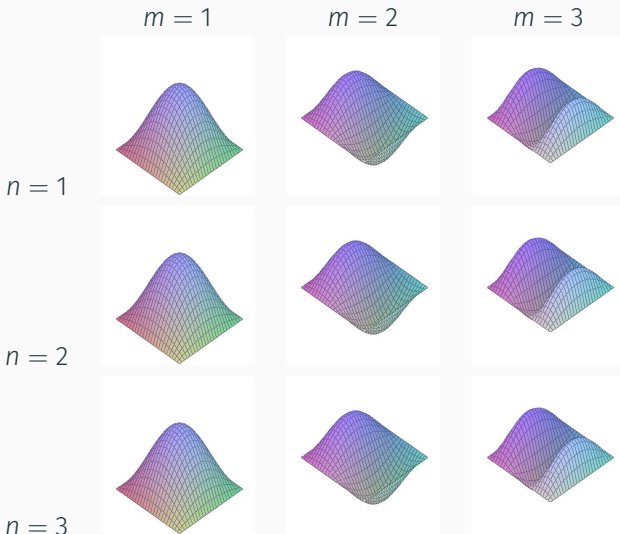 m = 1 m = 2 m = 3
n = 1
n = 2
n = 3